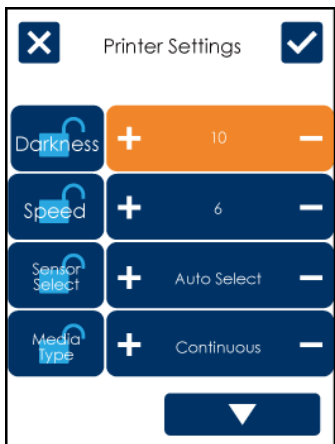 Printer Settings
Darkness
+ 10 −
Speed
+ 6 −
Sensor
Select
+ Auto Select −
Media
Type
+ Continuous −